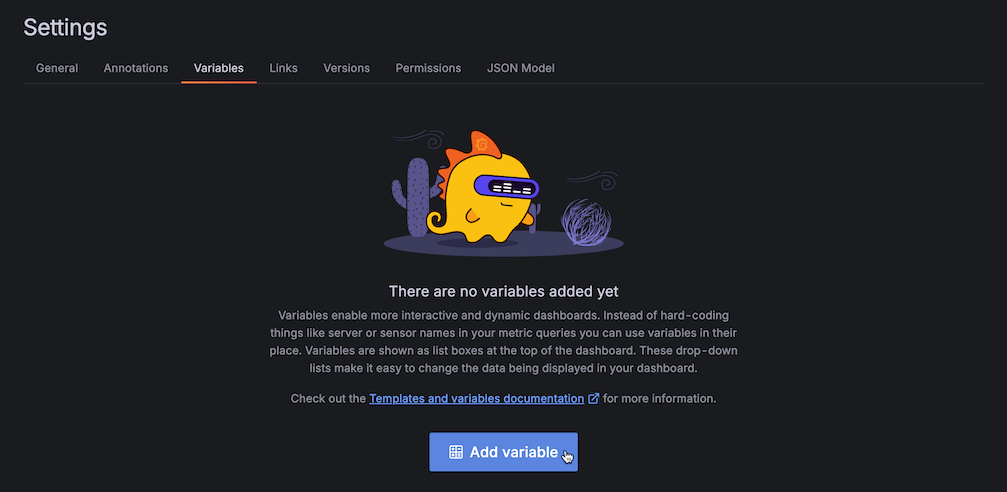 Settings
General Annotations Variables Links Versions Permissions JSON Model
There are no variables added yet
Variables enable more interactive and dynamic dashboards. Instead of hard-coding
things like server or sensor names in your metric queries you can use variables in their
place. Variables are shown as list boxes at the top of the dashboard. These drop-down
lists make it easy to change the data being displayed in your dashboard.
Check out the Templates and variables documentation for more information.
Add variable